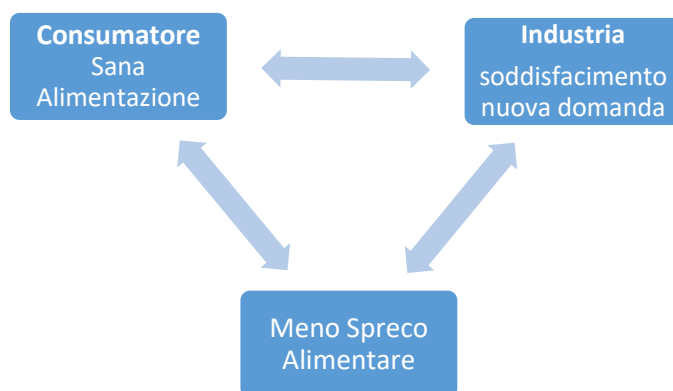 Consumatore
Sana
Alimentazione
Industria
soddisfacimento
nuova domanda
Meno Spreco
Alimentare